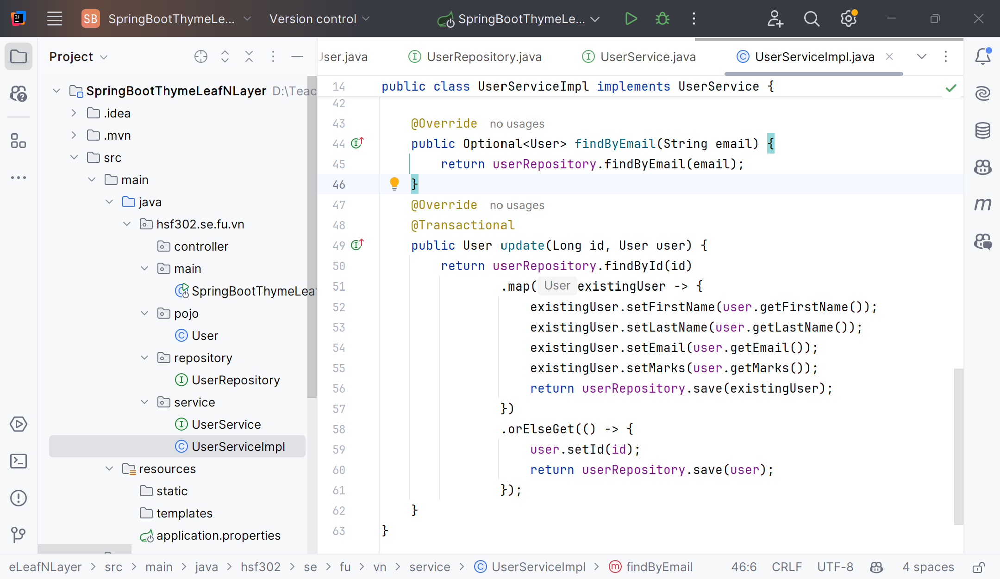 SB SpringBootThymeLe... Version control SpringBootThymeLe...
Project
User.java UserRepository.java UserService.java UserServiceImpl.java
SpringBootThymeLeafNLayer D:\Teac
.idea
.mvn
src
main
java
hsf302.se.fu.vn
controller
main
SpringBootThymeLeaf
pojo
User
repository
UserRepository
service
UserService
UserServiceImpl
resources
static
templates
application.properties
14 public class UserServiceImpl implements UserService {
42
43 @Override no usages
44 public Optional<User> findByEmail(String email) {
45 return userRepository.findByEmail(email);
46 }
47 @Override no usages
48 @Transactional
49 public User update(Long id, User user) {
50 return userRepository.findById(id)
51 .map( User existingUser -> {
52 existingUser.setFirstName(user.getFirstName());
53 existingUser.setLastName(user.getLastName());
54 existingUser.setEmail(user.getEmail());
55 existingUser.setMarks(user.getMarks());
56 return userRepository.save(existingUser);
57 })
58 .orElseGet(() -> {
59 user.setId(id);
60 return userRepository.save(user);
61 });
62 }
63 }
eLeafNLayer > src > main > java > hsf302 > se > fu > vn > service > UserServiceImpl > findByEmail 46:6 CRLF UTF-8 4 spaces